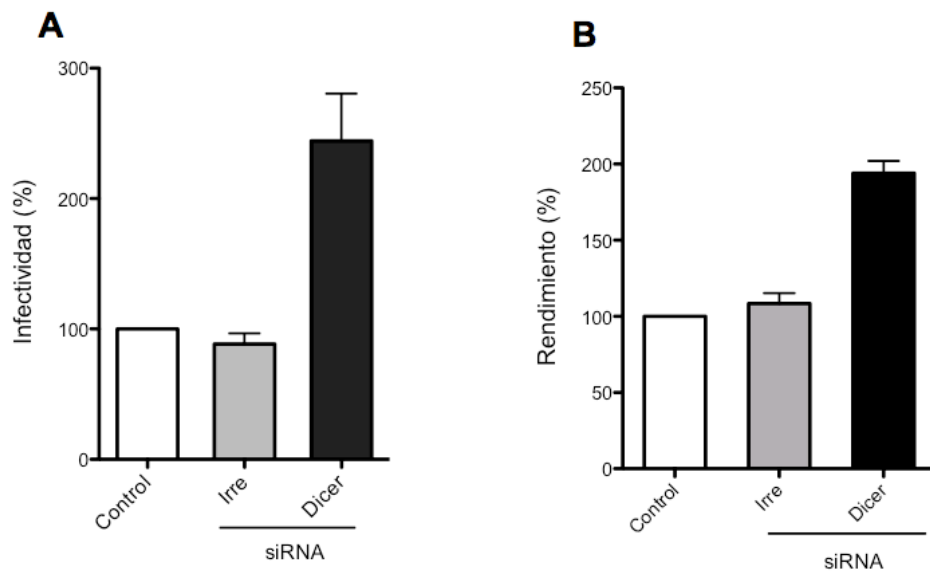 A
Infectividad (%)
300
200
100
0
Control
Irre
Dicer
siRNA
B
Rendimiento (%)
250
200
150
100
50
0
Control
Irre
Dicer
siRNA